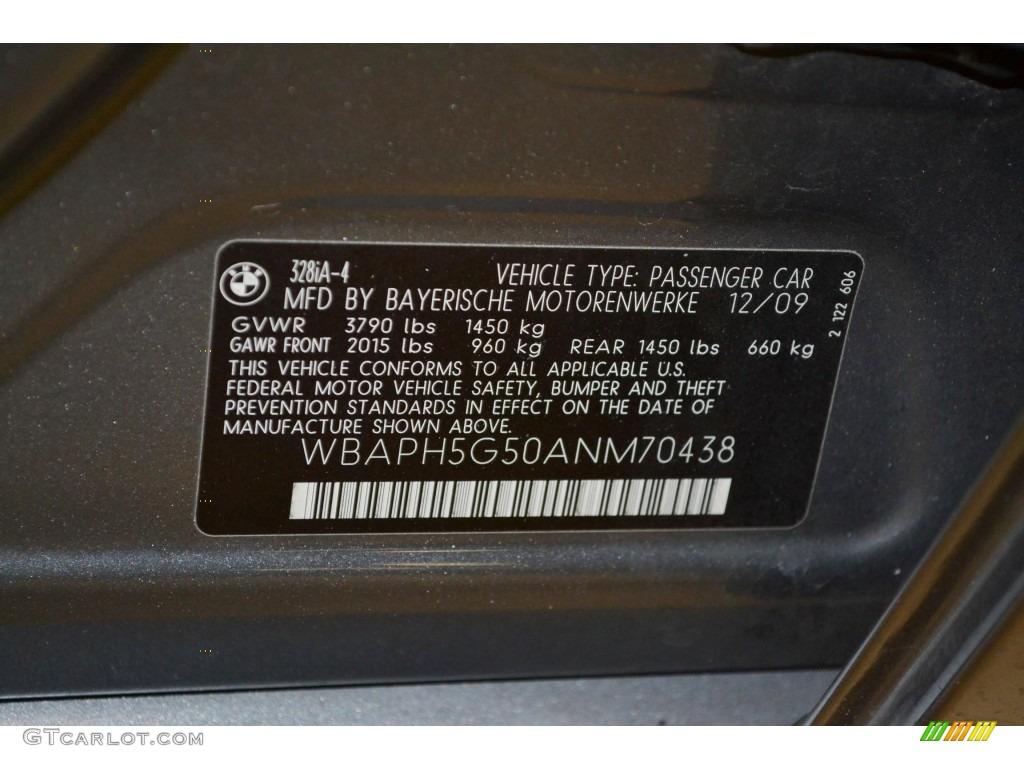 BMW
328iA-4 VEHICLE TYPE: PASSENGER CAR
MFD BY BAYERISCHE MOTORENWERKE 12/09
GVWR 3790 lbs 1450 kg
GAWR FRONT 2015 lbs 960 kg REAR 1450 lbs 660 kg
THIS VEHICLE CONFORMS TO ALL APPLICABLE U.S.
FEDERAL MOTOR VEHICLE SAFETY, BUMPER AND THEFT
PREVENTION STANDARDS IN EFFECT ON THE DATE OF
MANUFACTURE SHOWN ABOVE.
WBAPH5G50ANM70438
2 122 606
GTCarlot.com